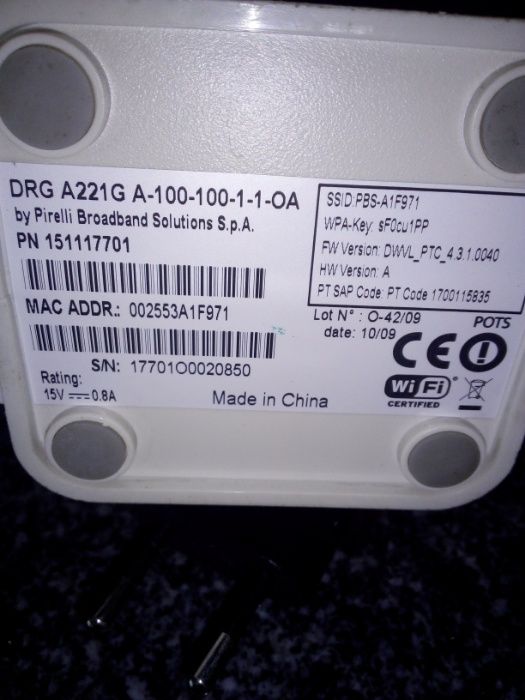 DRG A221G A-100-100-1-1-OA
by Pirelli Broadband Solutions S.p.A.
PN 151117701
MAC ADDR.: 002553A1F971
S/N: 17701O0020850
Rating:
15V 0.8A
Made in China
SSID:PBS-A1F971
WPA-Key: sF0cu1PP
FW Version: DWVL_PTC_4.3.1.0040
HW Version: A
PT SAP Code: PT Code 1700115835
Lot N° : O-42/09
date: 10/09
POTS
CE
Wi Fi
CERTIFIED